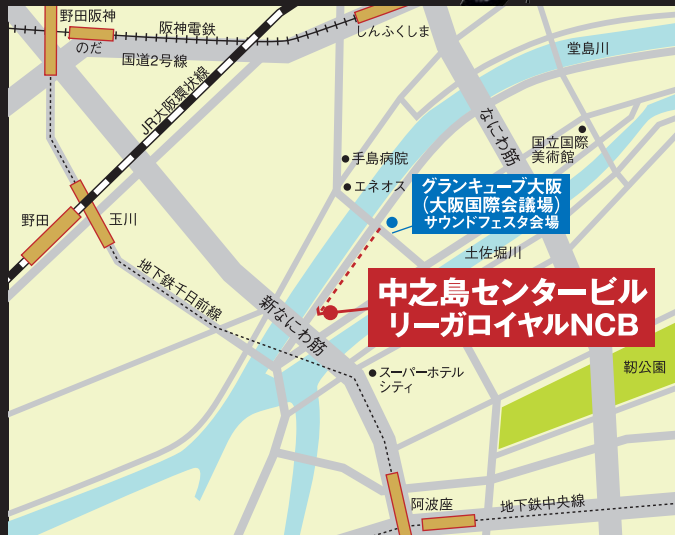 野田阪神
阪神電鉄
のだ
国道2号線
しんふくしま
堂島川
JR大阪環状線
なにわ筋
国立国際
美術館
手島病院
エネオス
グランキューブ大阪
(大阪国際会議場)
サウンドフェスタ会場
野田
玉川
土佐堀川
地下鉄千日前線
中之島センタービル
リーガロイヤルNCB
新なにわ筋
靭公園
スーパーホテル
シティ
阿波座
地下鉄中央線